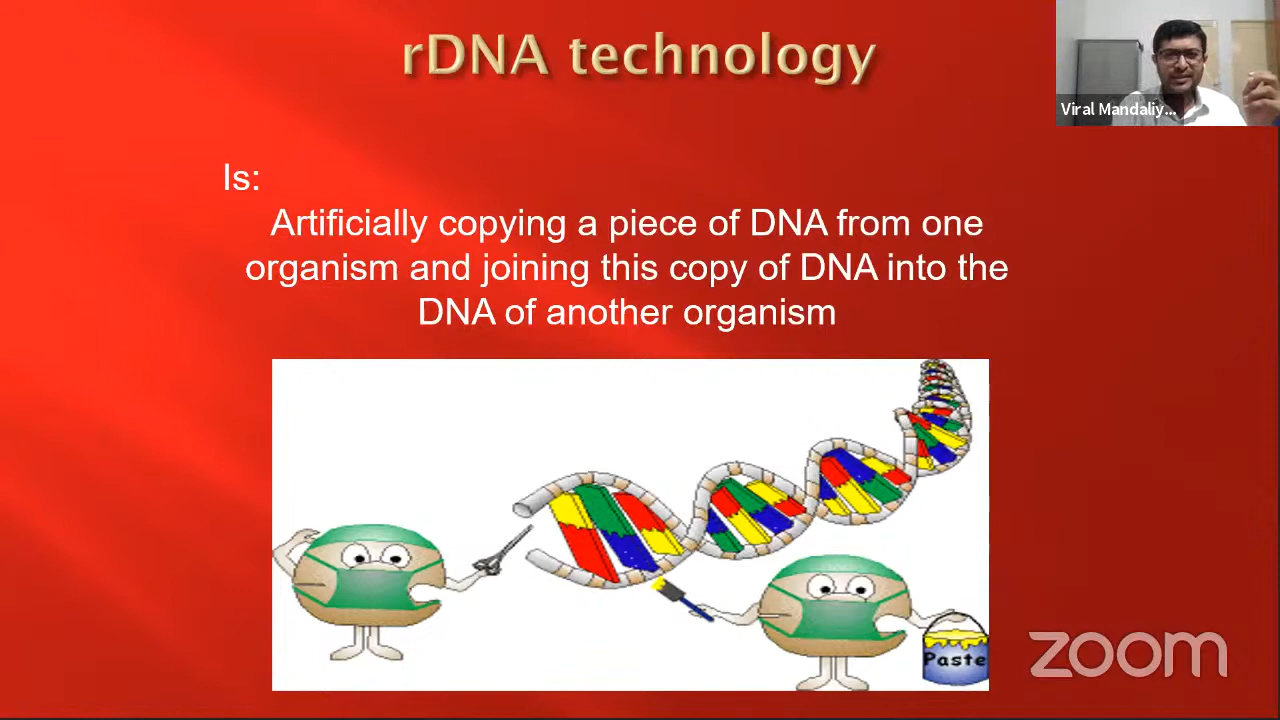 rDNA technology
Viral Mandaliy...
Is:
Artificially copying a piece of DNA from one
organism and joining this copy of DNA into the
DNA of another organism
Paste
zoom